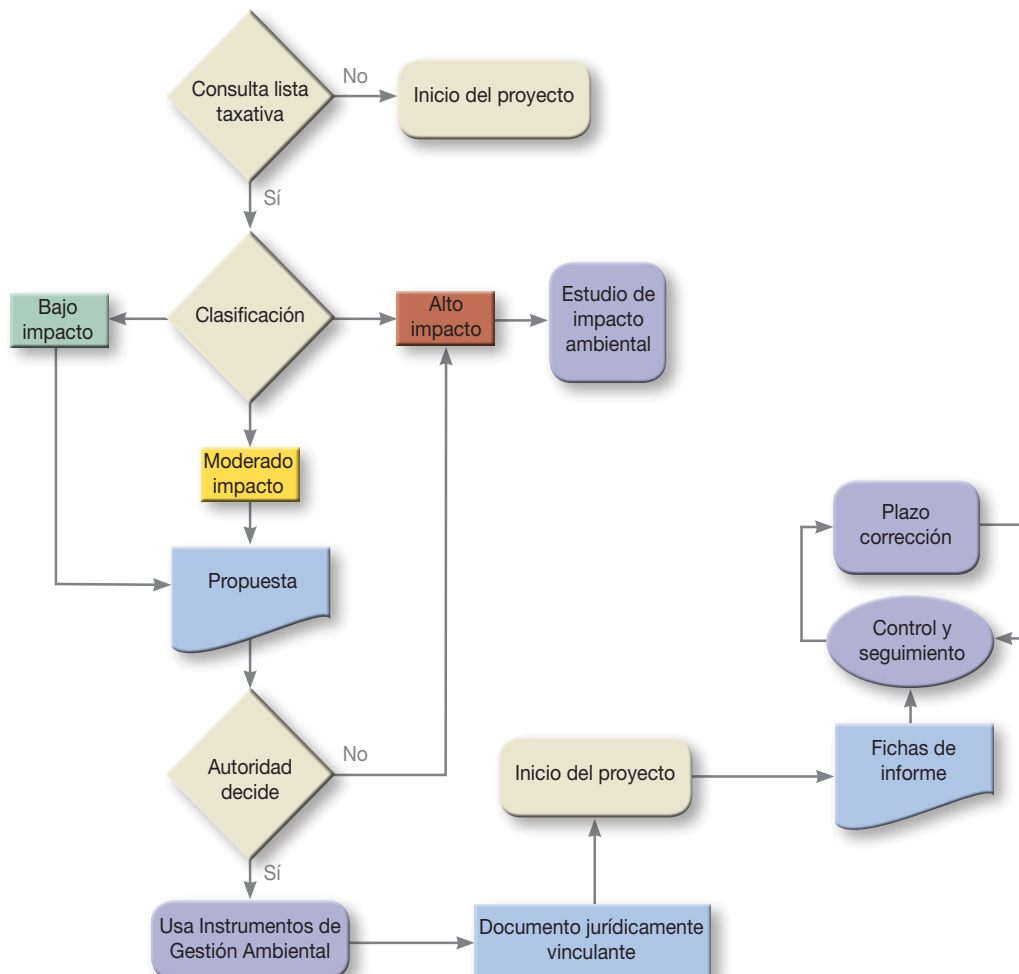 Consulta lista
taxativa
No
Inicio del proyecto
Sí
Bajo
impacto
Clasificación
Alto
impacto
Estudio de
impacto
ambiental
Moderado
impacto
Propuesta
Autoridad
decide
No
Sí
Usa Instrumentos de
Gestión Ambiental
Documento jurídicamente
vinculante
Inicio del proyecto
Fichas de
informe
Control y
seguimiento
Plazo
corrección